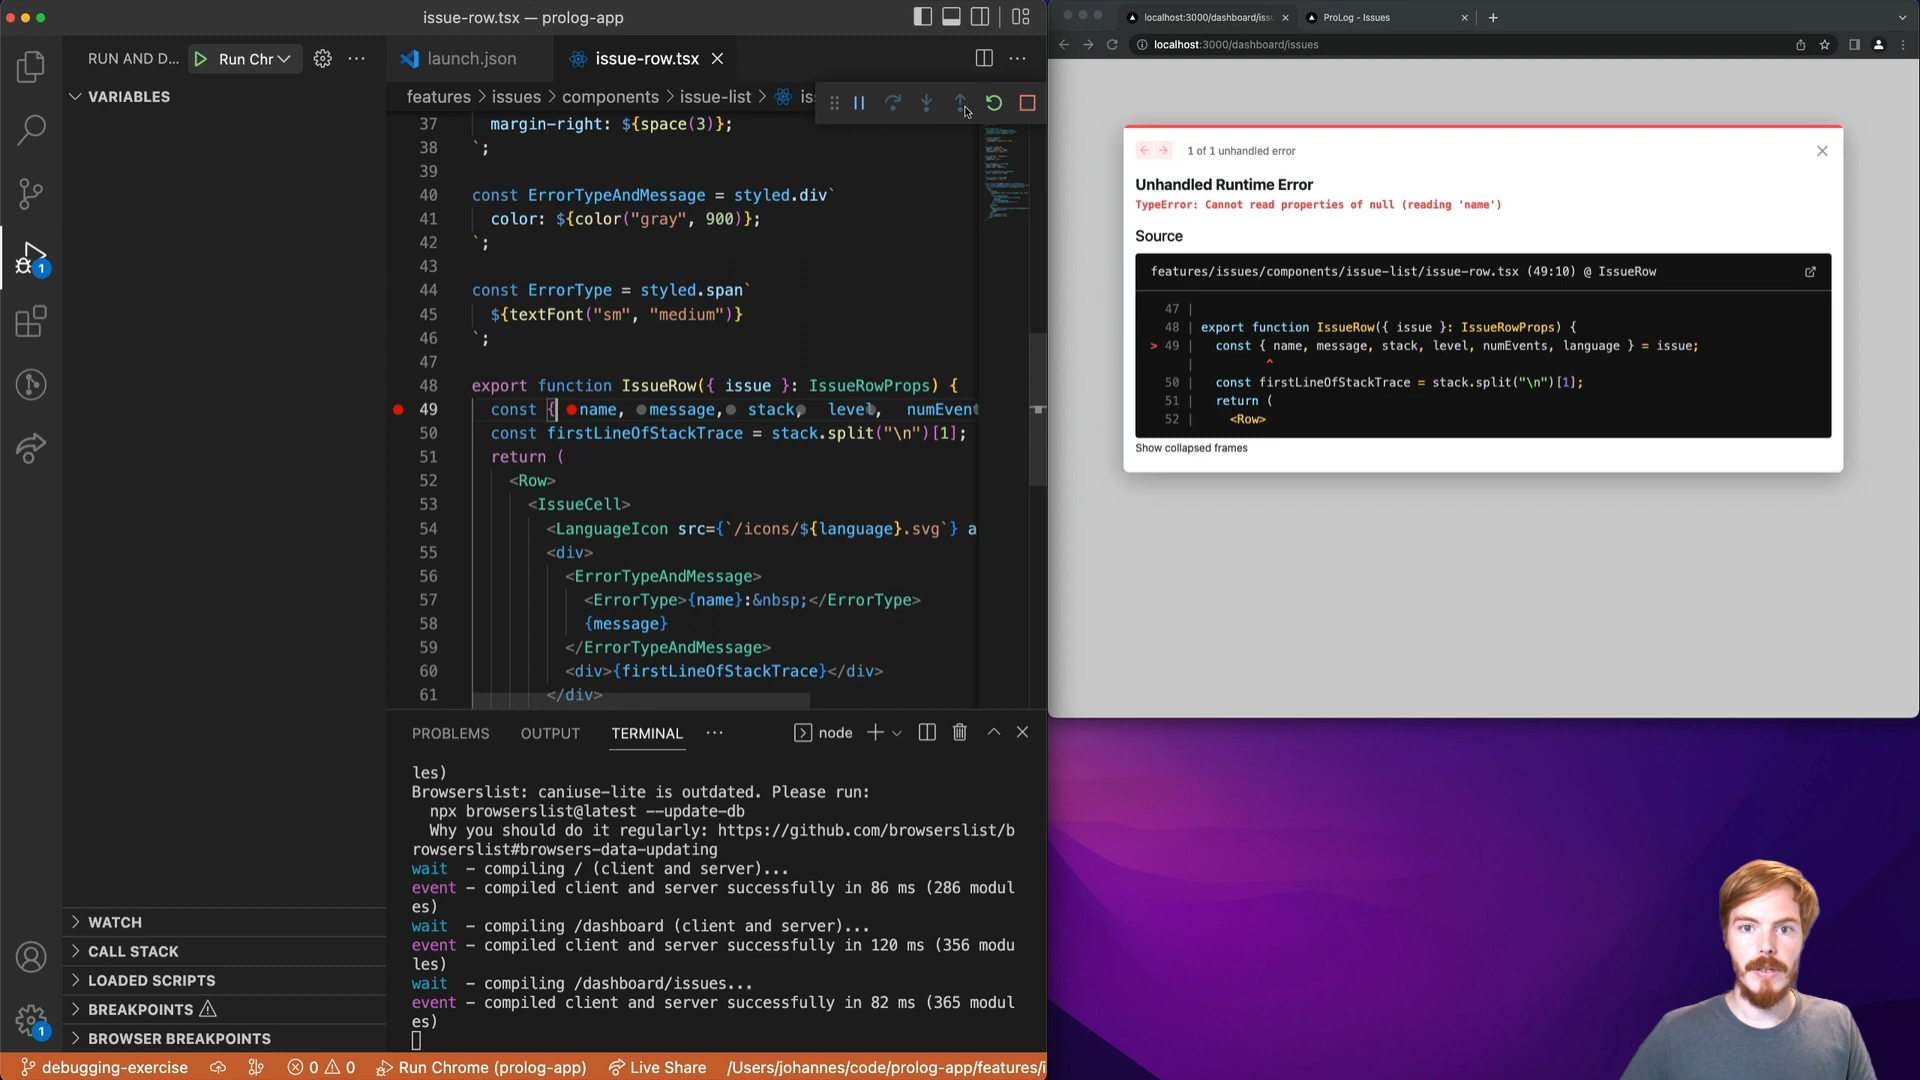 issue-row.tsx — prolog-app
RUN AND D...
Run Chr
VARIABLES
launch.json
issue-row.tsx
features > issues > components > issue-list >
37 margin-right: ${space(3)};
38 `;
39
40 const ErrorTypeAndMessage = styled.div`
41 color: ${color("gray", 900)};
42 `;
43
44 const ErrorType = styled.span`
45 ${textFont("sm", "medium")}
46 `;
47
48 export function IssueRow({ issue }: IssueRowProps) {
49 const { name, message, stack, level, numEvent
50 const firstLineOfStackTrace = stack.split("\n")[1];
51 return (
52 <Row>
53 <IssueCell>
54 <LanguageIcon src={`/icons/${language}.svg`} a
55 <div>
56 <ErrorTypeAndMessage>
57 <ErrorType>{name}:&nbsp;</ErrorType>
58 {message}
59 </ErrorTypeAndMessage>
60 <div>{firstLineOfStackTrace}</div>
61 </div>
PROBLEMS OUTPUT TERMINAL ··· node
les)
Browserslist: caniuse-lite is outdated. Please run:
npx browserslist@latest --update-db
Why you should do it regularly: https://github.com/browserslist/b
rowserslist#browsers-data-updating
wait - compiling / (client and server)...
event - compiled client and server successfully in 86 ms (286 modul
es)
wait - compiling /dashboard (client and server)...
event - compiled client and server successfully in 120 ms (356 modu
les)
wait - compiling /dashboard/issues...
event - compiled client and server successfully in 82 ms (365 modul
es)
WATCH
CALL STACK
LOADED SCRIPTS
BREAKPOINTS
BROWSER BREAKPOINTS
1
1
debugging-exercise
0 0
Run Chrome (prolog-app)
Live Share
/Users/johannes/code/prolog-app/features/i
localhost:3000/dashboard/issu
ProLog - Issues
localhost:3000/dashboard/issues
1 of 1 unhandled error
Unhandled Runtime Error
TypeError: Cannot read properties of null (reading 'name')
Source
features/issues/components/issue-list/issue-row.tsx (49:10) @ IssueRow
47 |
48 | export function IssueRow({ issue }: IssueRowProps) {
> 49 | const { name, message, stack, level, numEvents, language } = issue;
| ^
50 | const firstLineOfStackTrace = stack.split("\n")[1];
51 | return (
52 | <Row>
Show collapsed frames